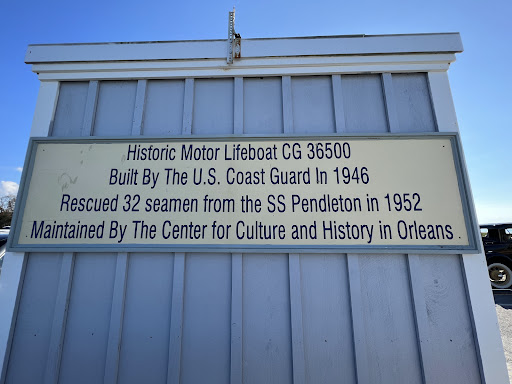 Historic Motor Lifeboat CG 36500
Built By The U.S. Coast Guard In 1946
Rescued 32 seamen from the SS Pendleton in 1952
Maintained By The Center for Culture and History in Orleans